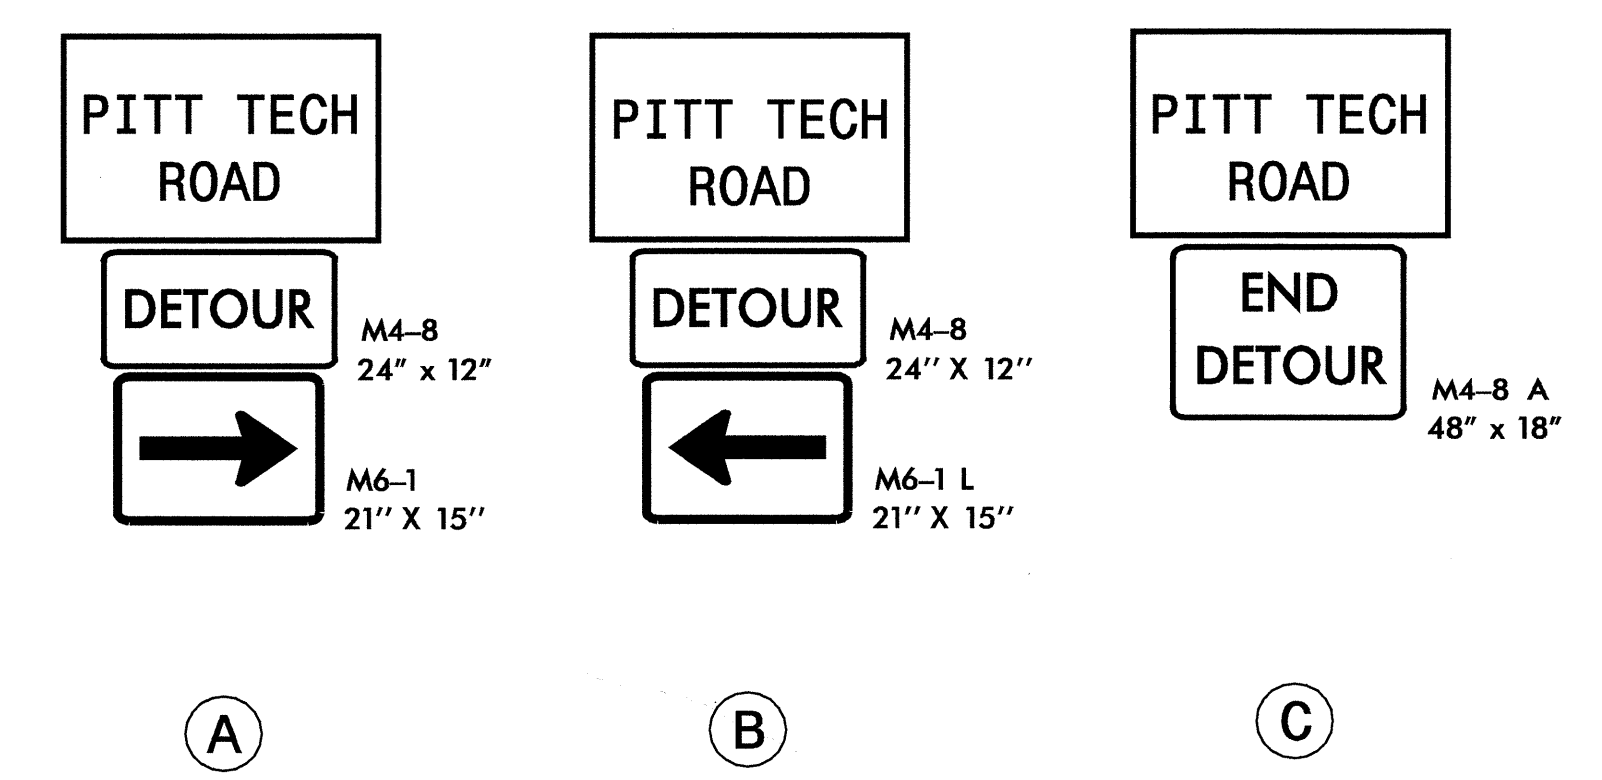 PITT TECH
ROAD
DETOUR
M4–8
24" x 12"
M6–1
21'' X 15''
A
PITT TECH
ROAD
DETOUR
M4–8
24'' X 12''
M6–1 L
21'' X 15''
B
PITT TECH
ROAD
END
DETOUR
M4–8 A
48" x 18"
C